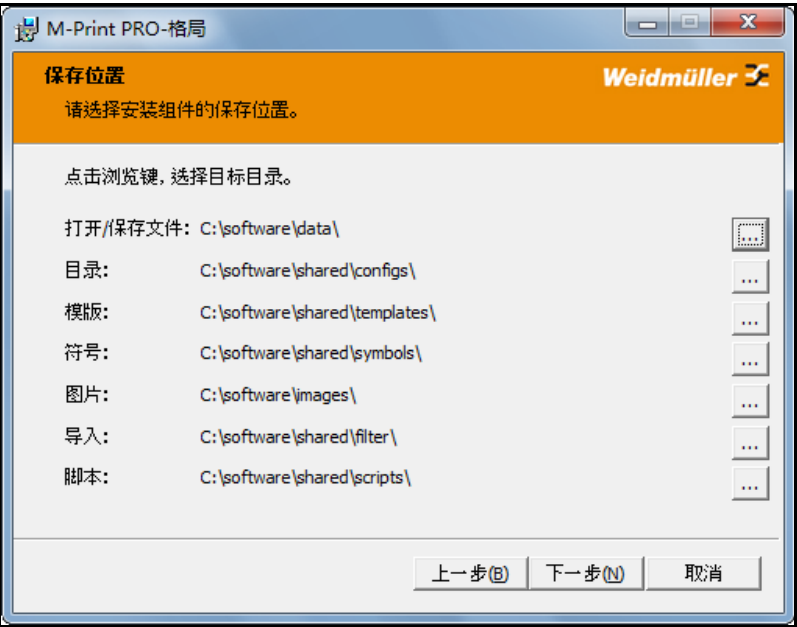 M-Print PRO-格局
保存位置
Weidmüller
请选择安装组件的保存位置。
点击浏览键, 选择目标目录。
打开/保存文件: C:\software\data\ ...
目录: C:\software\shared\configs\ ...
模版: C:\software\shared\templates\ ...
符号: C:\software\shared\symbols\ ...
图片: C:\software\images\ ...
导入: C:\software\shared\filter\ ...
脚本: C:\software\shared\scripts\ ...
上一步(B) 下一步(N) 取消